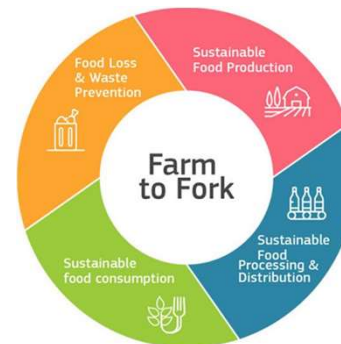 Food Loss
& Waste
Prevention
Sustainable
Food Production
Farm
to Fork
Sustainable
Food
Processing &
Distribution
Sustainable
food consumption